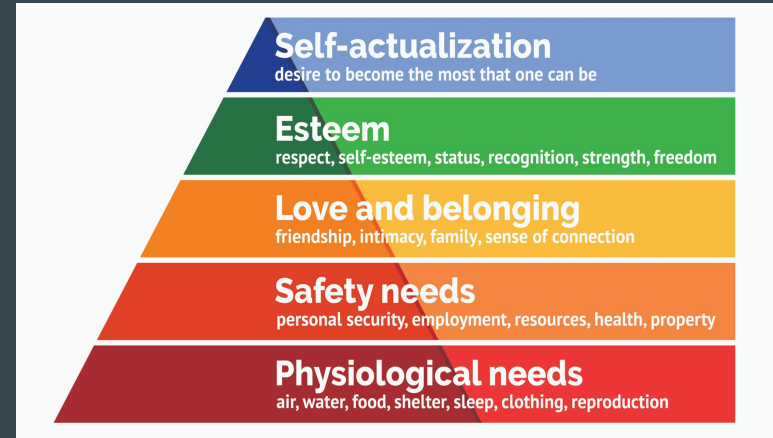 Self-actualization
desire to become the most that one can be
Esteem
respect, self-esteem, status, recognition, strength, freedom
Love and belonging
friendship, intimacy, family, sense of connection
Safety needs
personal security, employment, resources, health, property
Physiological needs
air, water, food, shelter, sleep, clothing, reproduction